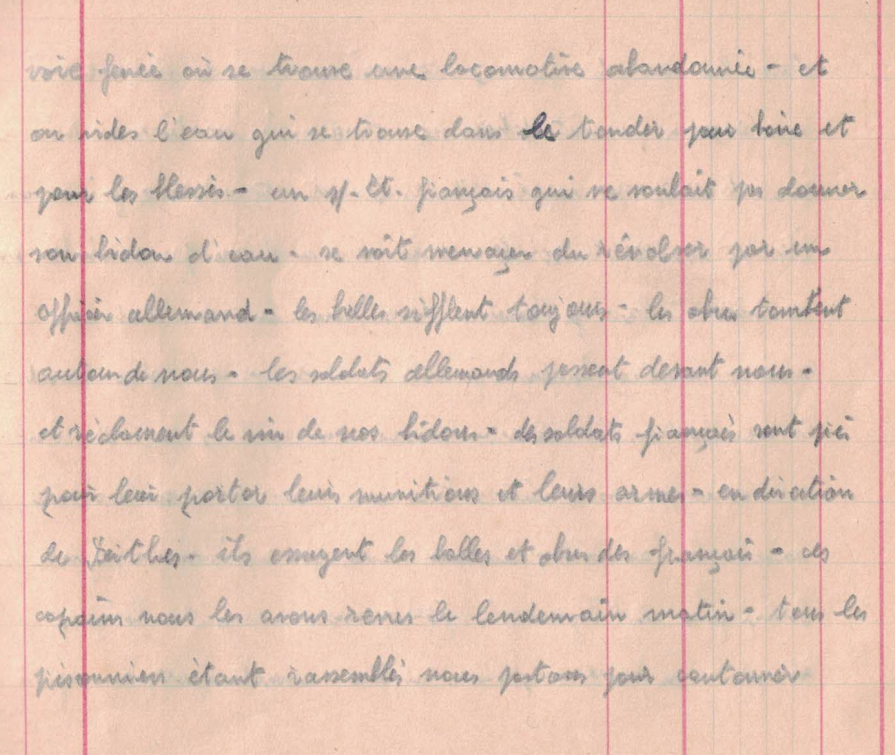 voie ferrée où se trouve une locomotive abandonnée - et
on vides l'eau qui se trouve dans le tender pour boire et
pour les blessés - un s/. Lt. français qui ne voulait pas donner
son bidon d'eau - se voit menaçer du révolver par un
officier allemand - les balles sifflent toujours - les obus tombent
autour de nous - les soldats allemands passent devant nous -
et réclament le vin de nos bidons - des soldats français sont pris
pour leur porter leurs munitions et leurs armes - en direction
de Perthes - ils essuyent les balles et obus des français - ces
copains nous les avons revus le lendemain matin - tous les
prisonniers étant rassemblés nous partons pour cantonner